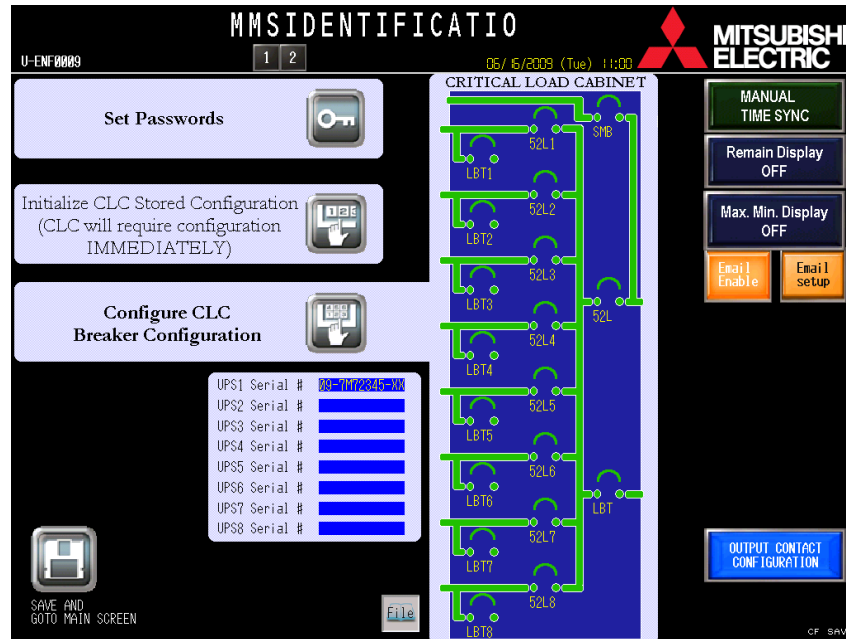 MMSIDENTIFICATIO
U-ENF0009
1 2
06/16/2009 (Tue) 11:00
MITSUBISHI
ELECTRIC
Set Passwords
Initialize CLC Stored Configuration
(CLC will require configuration
IMMEDIATELY)
Configure CLC
Breaker Configuration
UPS1 Serial # 09-7M72345-XX
UPS2 Serial #
UPS3 Serial #
UPS4 Serial #
UPS5 Serial #
UPS6 Serial #
UPS7 Serial #
UPS8 Serial #
SAVE AND
GOTO MAIN SCREEN
File
CRITICAL LOAD CABINET
SMB
52L1
LBT1
52L2
LBT2
52L3
LBT3
52L
52L4
LBT4
52L5
LBT5
52L6
LBT6
LBT
52L7
LBT7
52L8
LBT8
MANUAL
TIME SYNC
Remain Display
OFF
Max. Min. Display
OFF
Email
Enable
Email
setup
OUTPUT CONTACT
CONFIGURATION
CF SAV